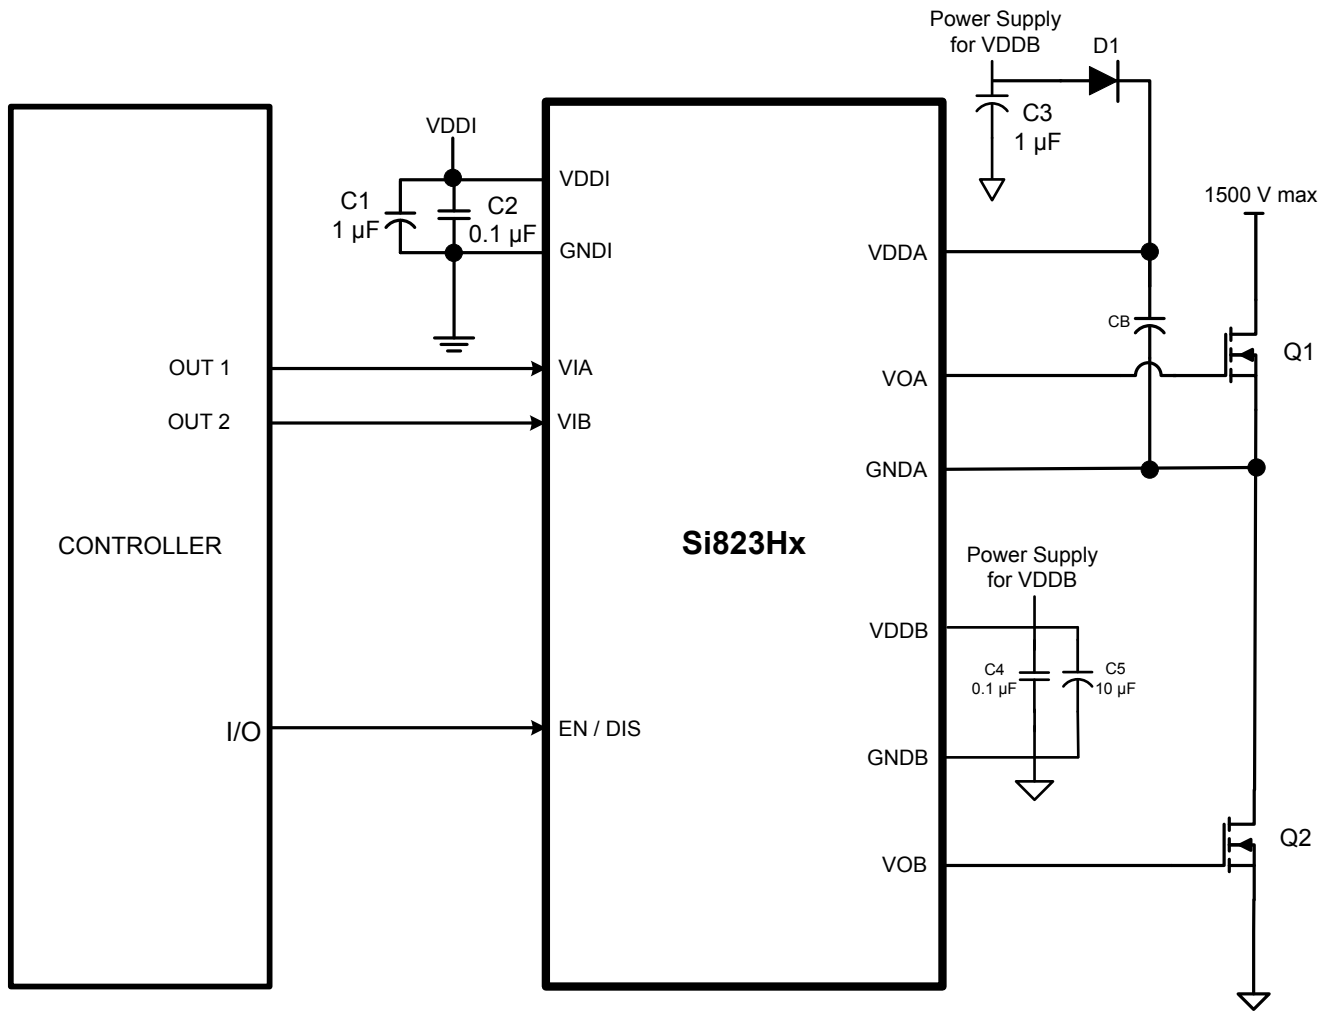 Power Supply
for VDDB
D1
C3
1 µF
VDDI
VDDI
C1
1 µF
C2
0.1 µF
GNDI
1500 V max
VDDA
CB
OUT 1
VIA
VOA
Q1
OUT 2
VIB
GNDA
CONTROLLER
Si823Hx
Power Supply
for VDDB
VDDB
C4
0.1 µF
C5
10 µF
I/O
EN / DIS
GNDB
Q2
VOB